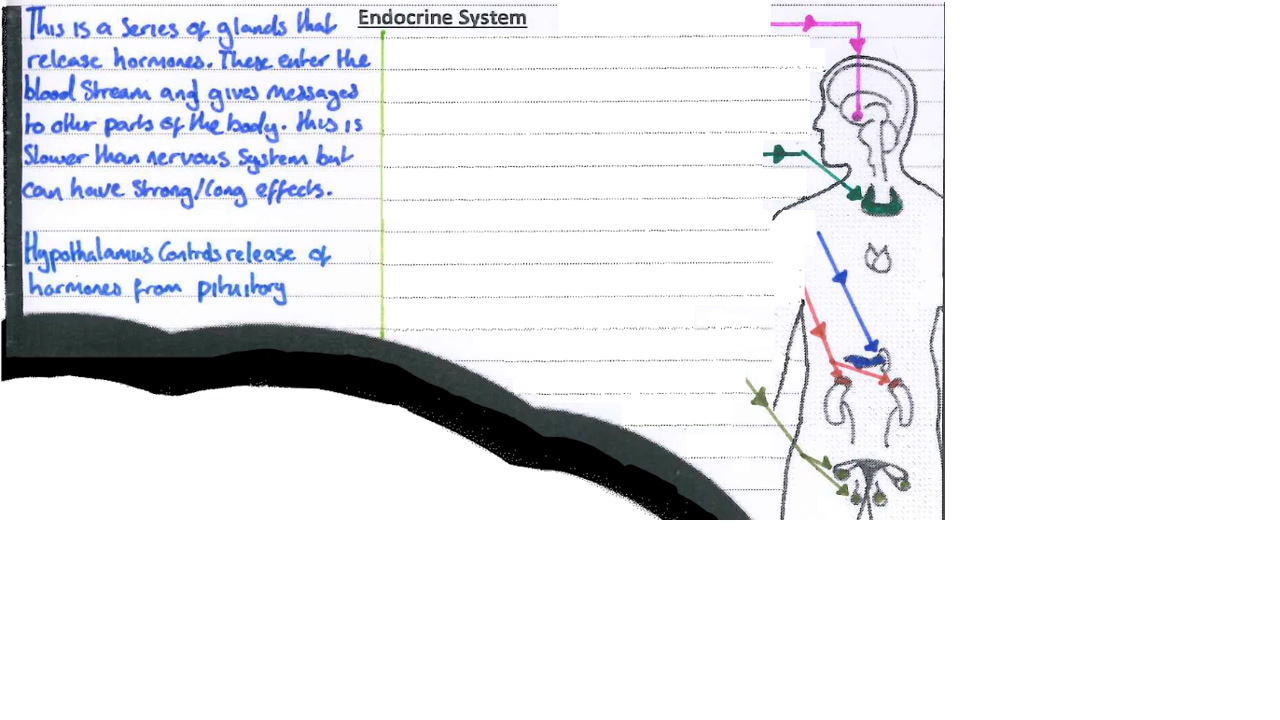 Endocrine System
This is a series of glands that
release hormones. These enter the
blood stream and gives messages
to other parts of the body. this is
slower than nervous system but
can have strong/long effects.
Hypothalamus controls release of
hormones from pituitory